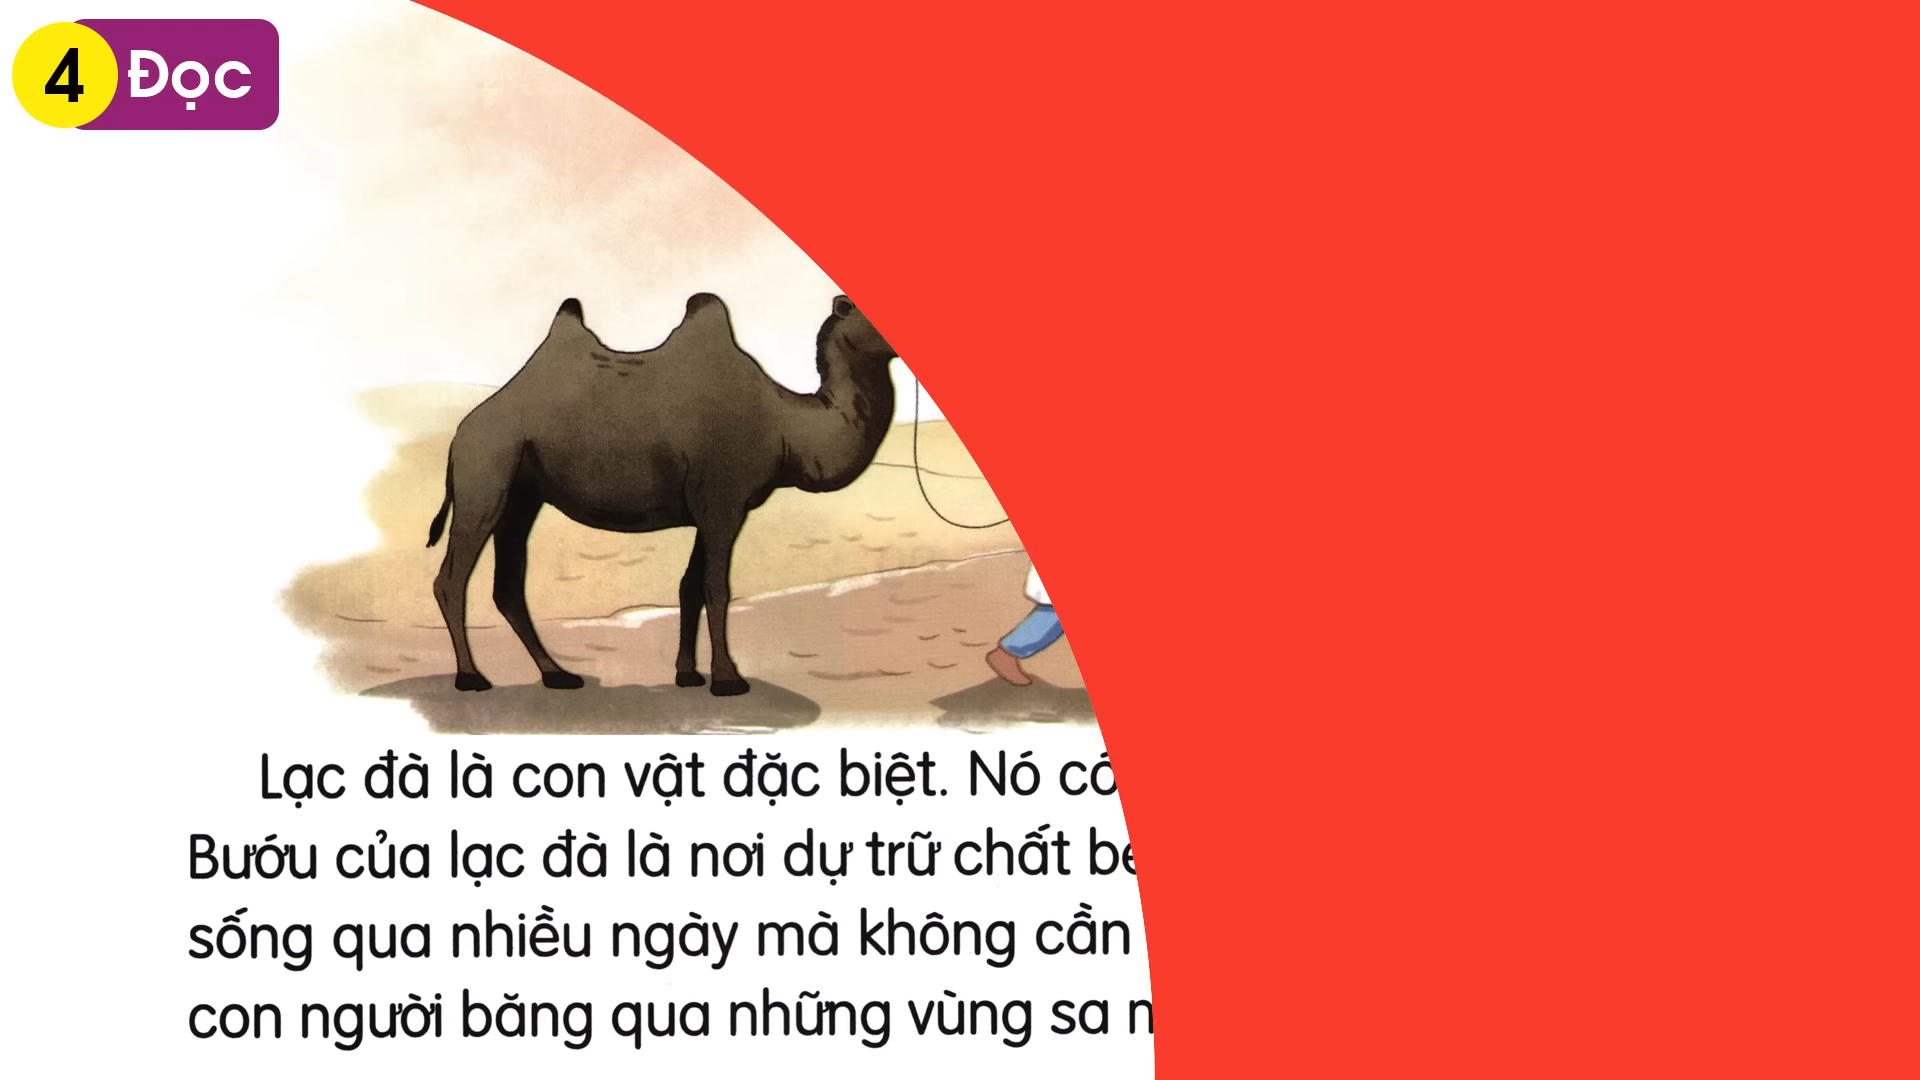 4 Đọc
Lạc đà là con vật đặc biệt. Nó có
Bướu của lạc đà là nơi dự trữ chất
sống qua nhiều ngày mà không cần
con người băng qua những vùng sa